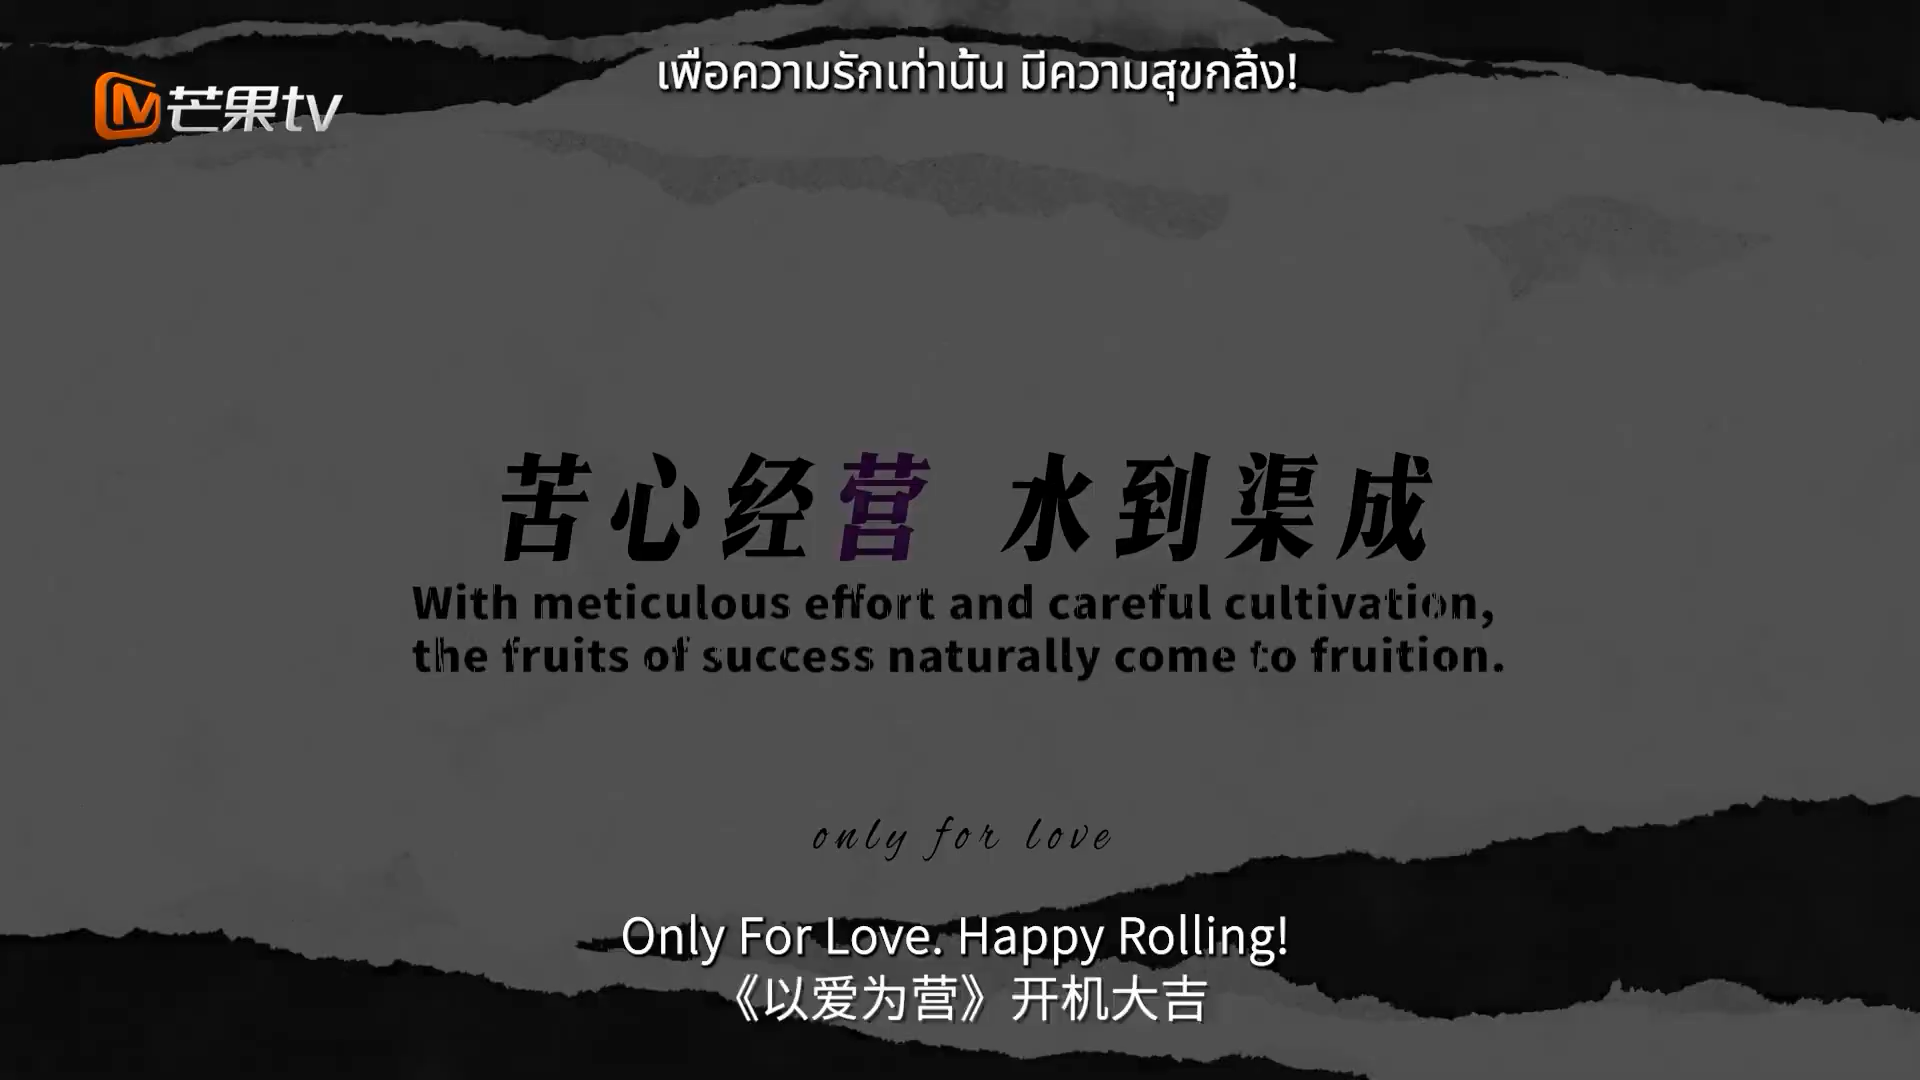 เพื่อความรักเท่านั้น มีความสุขกลิ้ง!
芒果tv
苦心经营 水到渠成
With meticulous effort and careful cultivation,
the fruits of success naturally come to fruition.
only for love
Only For Love. Happy Rolling!
《以爱为营》开机大吉